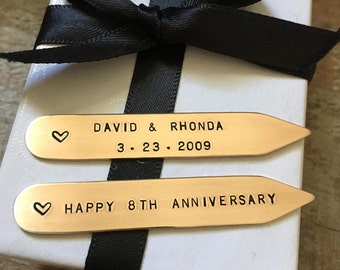 DAVID & RHONDA
3 · 23 · 2009
HAPPY 8TH ANNIVERSARY